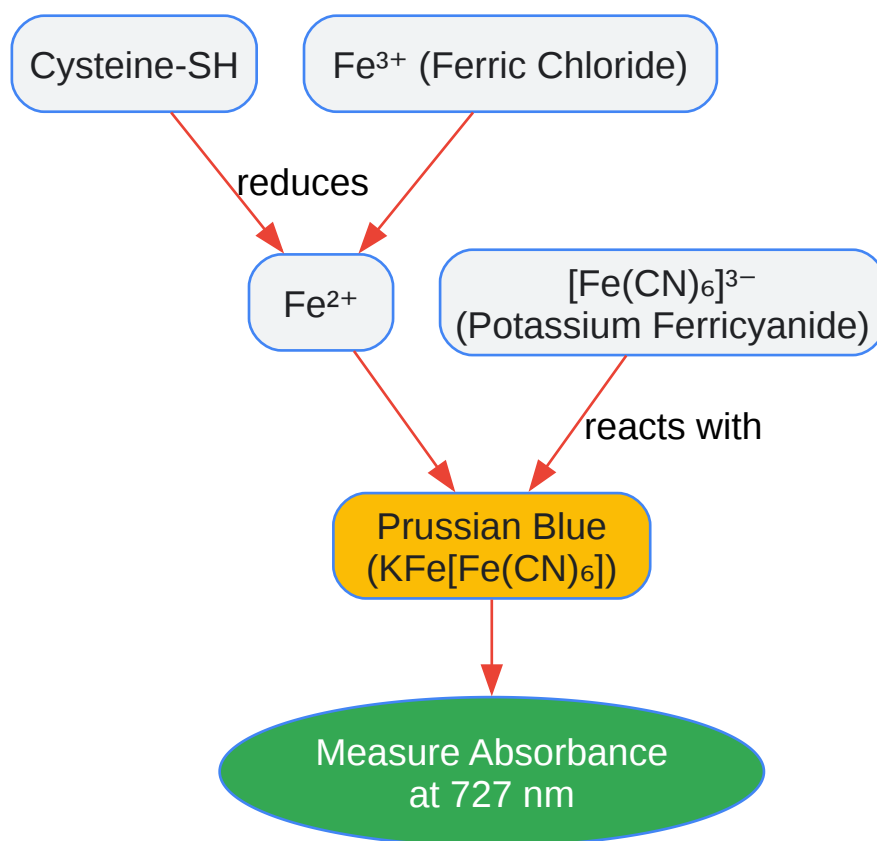 Cysteine-SH
Fe³⁺ (Ferric Chloride)
reduces
Fe²⁺
[Fe(CN)₆]³⁻
(Potassium Ferricyanide)
reacts with
Prussian Blue
(KFe[Fe(CN)₆])
Measure Absorbance
at 727 nm